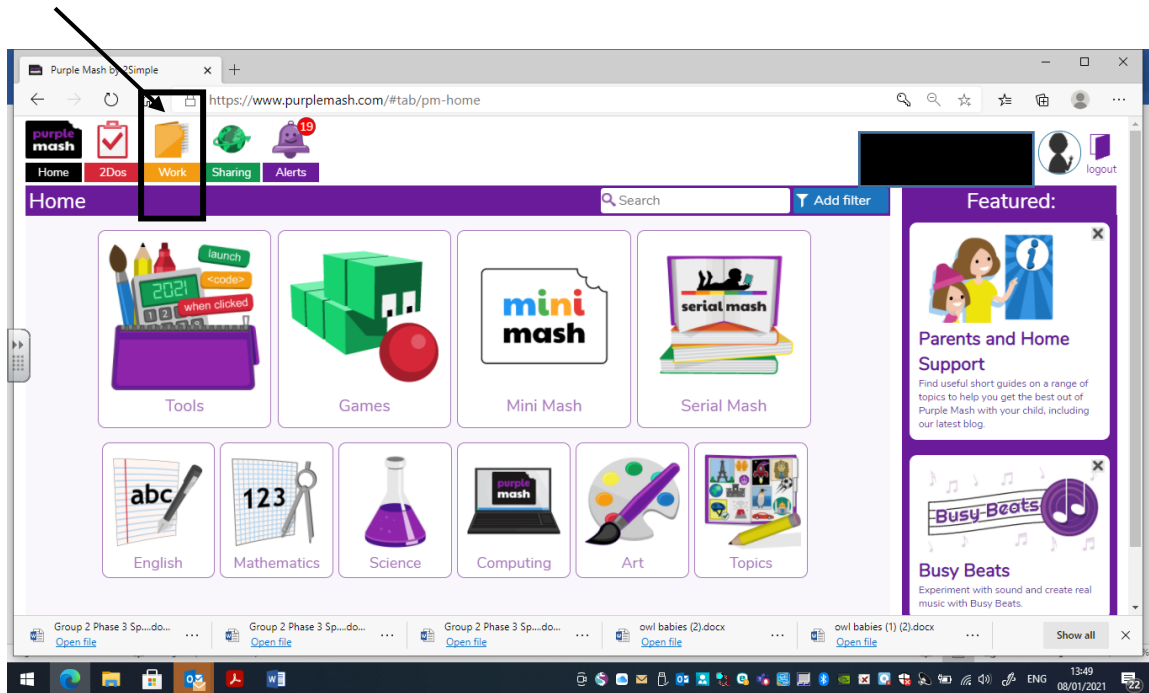 Purple Mash by 2Simple
https://www.purplemash.com/#tab/pm-home
purple
mash
19
Home
2Dos
Work
Sharing
Alerts
logout
Home
Search
Add filter
Featured:
launch
<code>
when clicked
2021
mini
mash
serial mash
Tools
Games
Mini Mash
Serial Mash
Parents and Home
Support
Find useful short guides on a range of
topics to help you get the best out of
Purple Mash with your child, including
our latest blog.
abc
123
purple
mash
English
Mathematics
Science
Computing
Art
Topics
Busy Beats
Busy Beats
Experiment with sound and create real
music with Busy Beats.
Group 2 Phase 3 Sp....do...
Open file
Group 2 Phase 3 Sp....do...
Open file
Group 2 Phase 3 Sp....do...
Open file
owl babies (2).docx
Open file
owl babies (1) (2).docx
Open file
Show all
ENG
13:49
08/01/2021
22